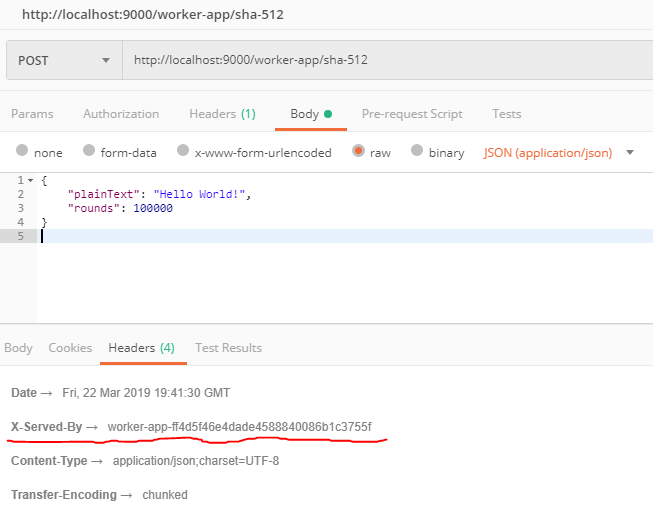 http://localhost:9000/worker-app/sha-512
POST http://localhost:9000/worker-app/sha-512
Params Authorization Headers (1) Body Pre-request Script Tests
none form-data x-www-form-urlencoded raw binary JSON (application/json)
1 {
2 "plainText": "Hello World!",
3 "rounds": 100000
4 }
5
Body Cookies Headers (4) Test Results
Date → Fri, 22 Mar 2019 19:41:30 GMT
X-Served-By → worker-app-ff4d5f46e4dade4588840086b1c3755f
Content-Type → application/json;charset=UTF-8
Transfer-Encoding → chunked